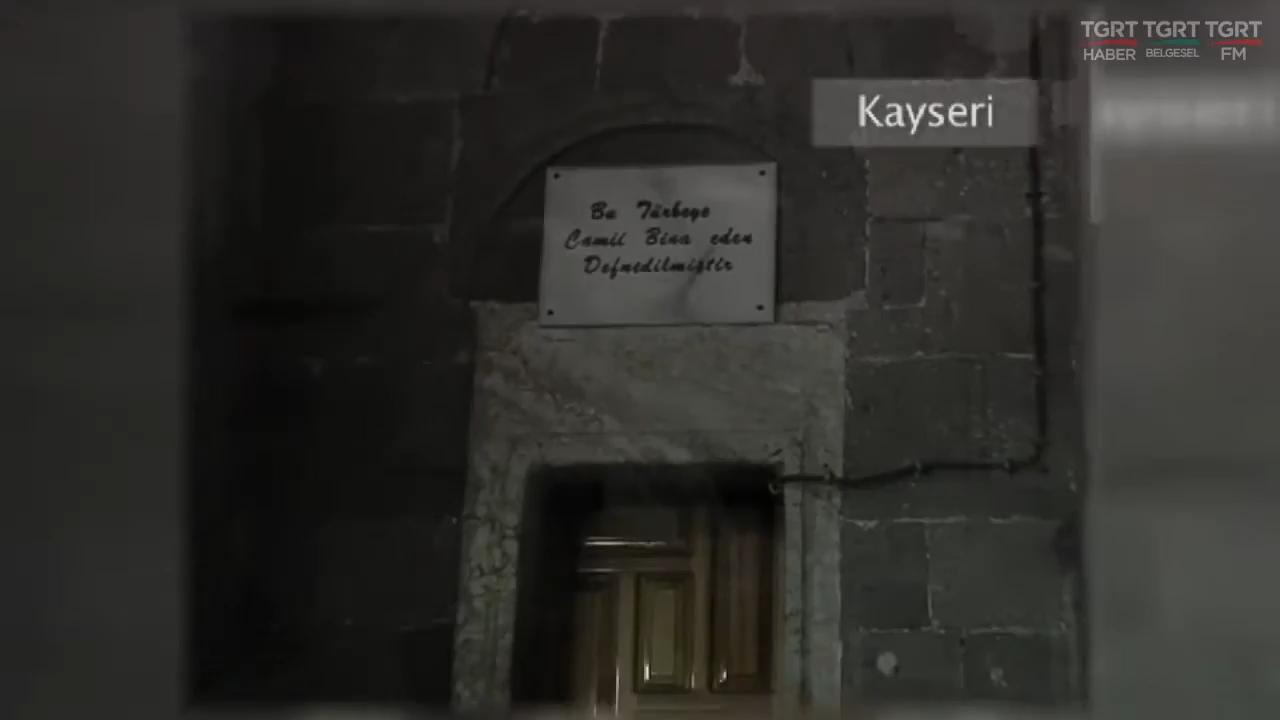 TGRT TGRT TGRT
HABER BELGESEL FM
Kayseri
Bu Türbeye
Camii Bina eden
Defnedilmiştir